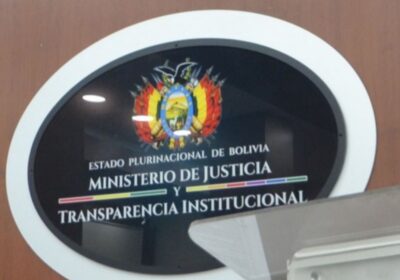 ESTADO PLURINACIONAL DE BOLIVIA
MINISTERIO DE JUSTICIA
Y
TRANSPARENCIA INSTITUCIONAL